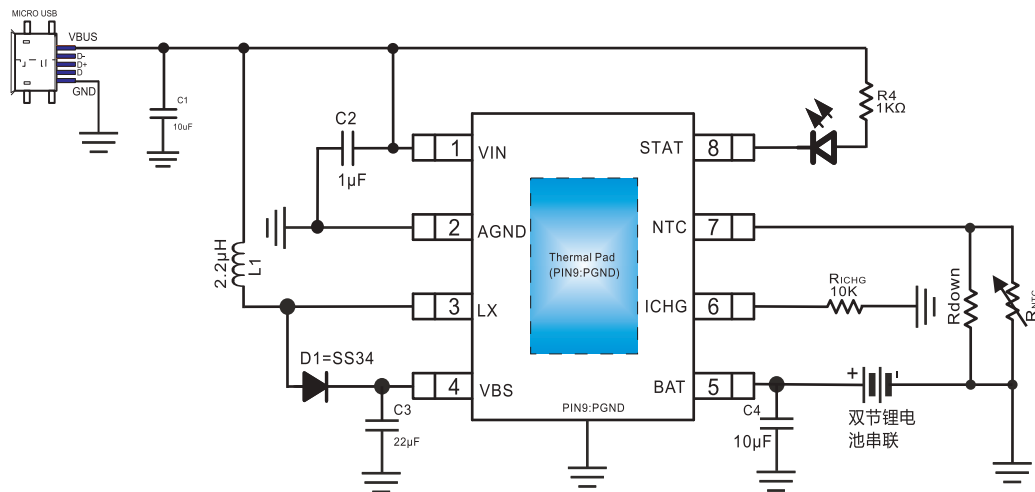 MICRO USB
VBUS
D-
D+
D
GND
J1
C1
10uF
C2
1μF
R4
1KΩ
1 VIN
STAT 8
2 AGND
NTC 7
2.2μH
L1
Thermal Pad
(PIN9:PGND)
3 LX
ICHG 6
RICHG
10K
Rdown
RNTC
D1=SS34
4 VBS
BAT 5
+
-
C3
22μF
PIN9:PGND
C4
10μF
双节锂电
池串联